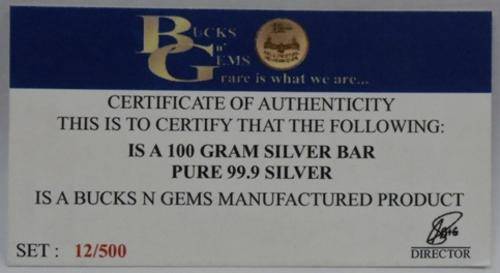 BUCKS
N'
GEMS
rare is what we are...
CERTIFICATE OF AUTHENTICITY
THIS IS TO CERTIFY THAT THE FOLLOWING:
IS A 100 GRAM SILVER BAR
PURE 99.9 SILVER
IS A BUCKS N GEMS MANUFACTURED PRODUCT
SET : 12/500
DIRECTOR